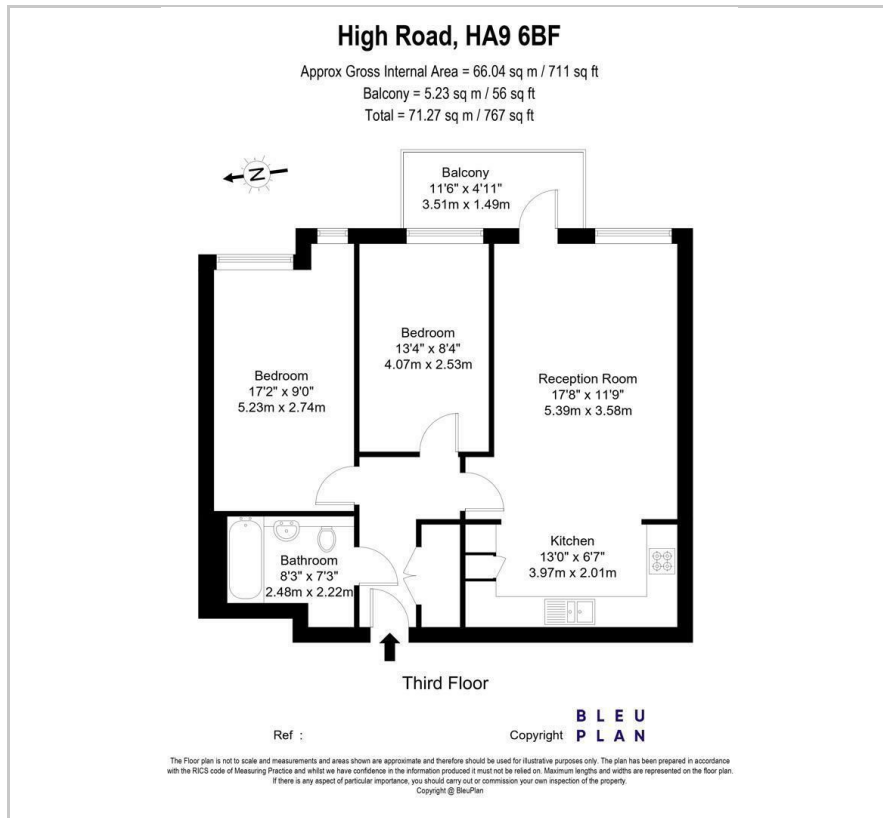 High Road, HA9 6BF
Approx Gross Internal Area = 66.04 sq m / 711 sq ft
Balcony = 5.23 sq m / 56 sq ft
Total = 71.27 sq m / 767 sq ft
N
Balcony
11'6" x 4'11"
3.51m x 1.49m
Bedroom
13'4" x 8'4"
4.07m x 2.53m
Bedroom
17'2" x 9'0"
5.23m x 2.74m
Reception Room
17'8" x 11'9"
5.39m x 3.58m
Kitchen
13'0" x 6'7"
3.97m x 2.01m
Bathroom
8'3" x 7'3"
2.48m x 2.22m
Third Floor
Ref :
Copyright
BLEU
PLAN
The Floor plan is not to scale and measurements and areas shown are approximate and therefore should be used for illustrative purposes only. The plan has been prepared in accordance
with the RICS code of Measuring Practice and whilst we have confidence in the information produced it must not be relied on. Maximum lengths and widths are represented on the floor plan.
If there is any aspect of particular importance, you should carry out or commission your own inspection of the property.
Copyright @ BleuPlan